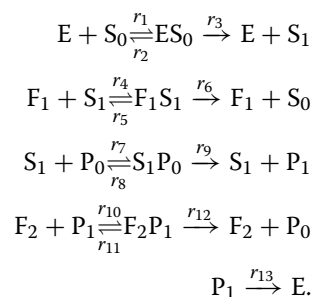 E + S₀ ⇌[r₁][r₂] ES₀ →[r₃] E + S₁
F₁ + S₁ ⇌[r₄][r₅] F₁S₁ →[r₆] F₁ + S₀
S₁ + P₀ ⇌[r₇][r₈] S₁P₀ →[r₉] S₁ + P₁
F₂ + P₁ ⇌[r₁₀][r₁₁] F₂P₁ →[r₁₂] F₂ + P₀
P₁ →[r₁₃] E.